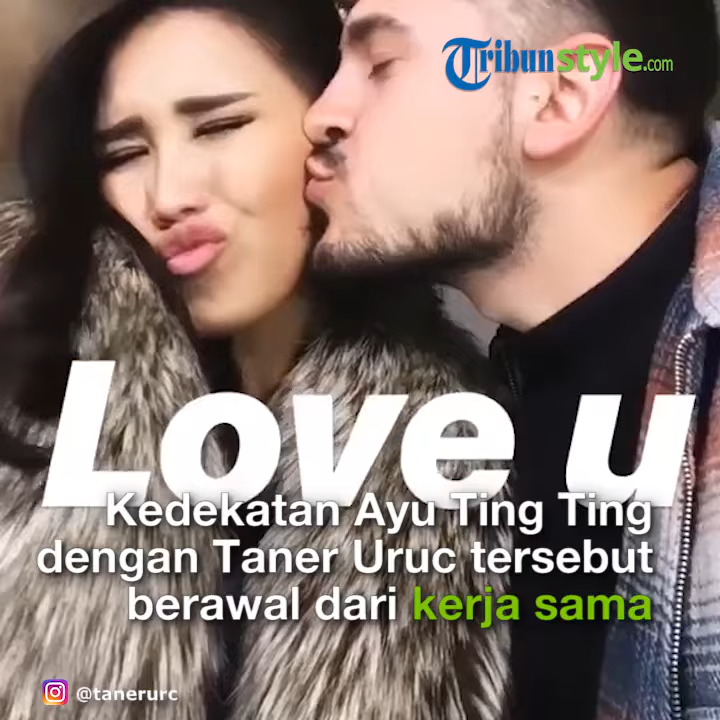 Tribunstyle.com
Love u
Kedekatan Ayu Ting Ting
dengan Taner Uruc tersebut
berawal dari kerja sama
@tanerurc